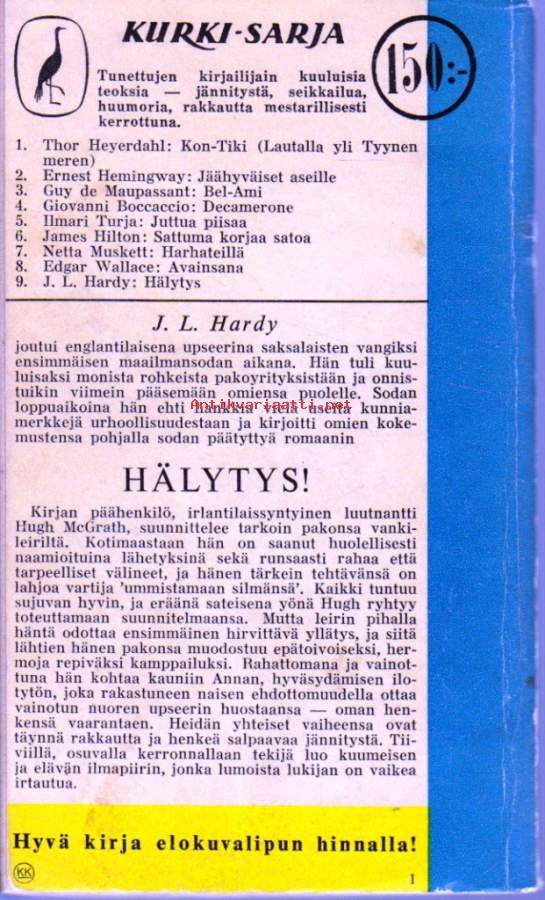 KURKI-SARJA
150:-
Tunettujen kirjailijain kuuluisia
teoksia — jännitystä, seikkailua,
huumoria, rakkautta mestarillisesti
kerrottuna.
1. Thor Heyerdahl: Kon-Tiki (Lautalla yli Tyynen
meren)
2. Ernest Hemingway: Jäähyväiset aseille
3. Guy de Maupassant: Bel-Ami
4. Giovanni Boccaccio: Decamerone
5. Ilmari Turja: Juttua piisaa
6. James Hilton: Sattuma korjaa satoa
7. Netta Muskett: Harhateillä
8. Edgar Wallace: Avainsana
9. J. L. Hardy: Hälytys
J. L. Hardy
joutui englantilaisena upseerina saksalaisten vangiksi
ensimmäisen maailmansodan aikana. Hän tuli kuu-
luisaksi monista rohkeista pakoyrityksistään ja onnis-
tuikin viimein pääsemään omiensa puolelle. Sodan
loppuaikoina hän ehti hankkia vielä useita kunnia-
Antikvariaatti.net
merkkejä urhoollisuudestaan ja kirjoitti omien koke-
mustensa pohjalla sodan päätyttyä romaanin
HÄLYTYS!
Kirjan päähenkilö, irlantilaissyntyinen luutnantti
Hugh McGrath, suunnittelee tarkoin pakonsa vanki-
leiriltä. Kotimaastaan hän on saanut huolellisesti
naamioituina lähetyksinä sekä runsaasti rahaa että
tarpeelliset välineet, ja hänen tärkein tehtävänsä on
lahjoa vartija 'ummistamaan silmänsä'. Kaikki tuntuu
sujuvan hyvin, ja eräänä sateisena yönä Hugh ryhtyy
toteuttamaan suunnitelmaansa. Mutta leirin pihalla
häntä odottaa ensimmäinen hirvittävä yllätys, ja siitä
lähtien hänen pakonsa muodostuu epätoivoiseksi, her-
moja repiväksi kamppailuksi. Rahattomana ja vainot-
tuna hän kohtaa kauniin Annan, hyväsydämisen ilo-
tytön, joka rakastuneen naisen ehdottomuudella ottaa
vainotun nuoren upseerin huostaansa — oman hen-
kensä vaarantaen. Heidän yhteiset vaiheensa ovat
täynnä rakkautta ja henkeä salpaavaa jännitystä. Tii-
viillä, osuvalla kerronnallaan tekijä luo kuumeisen
ja elävän ilmapiirin, jonka lumoista lukijan on vaikea
irtautua.
Hyvä kirja elokuvalipun hinnalla!
KK
1